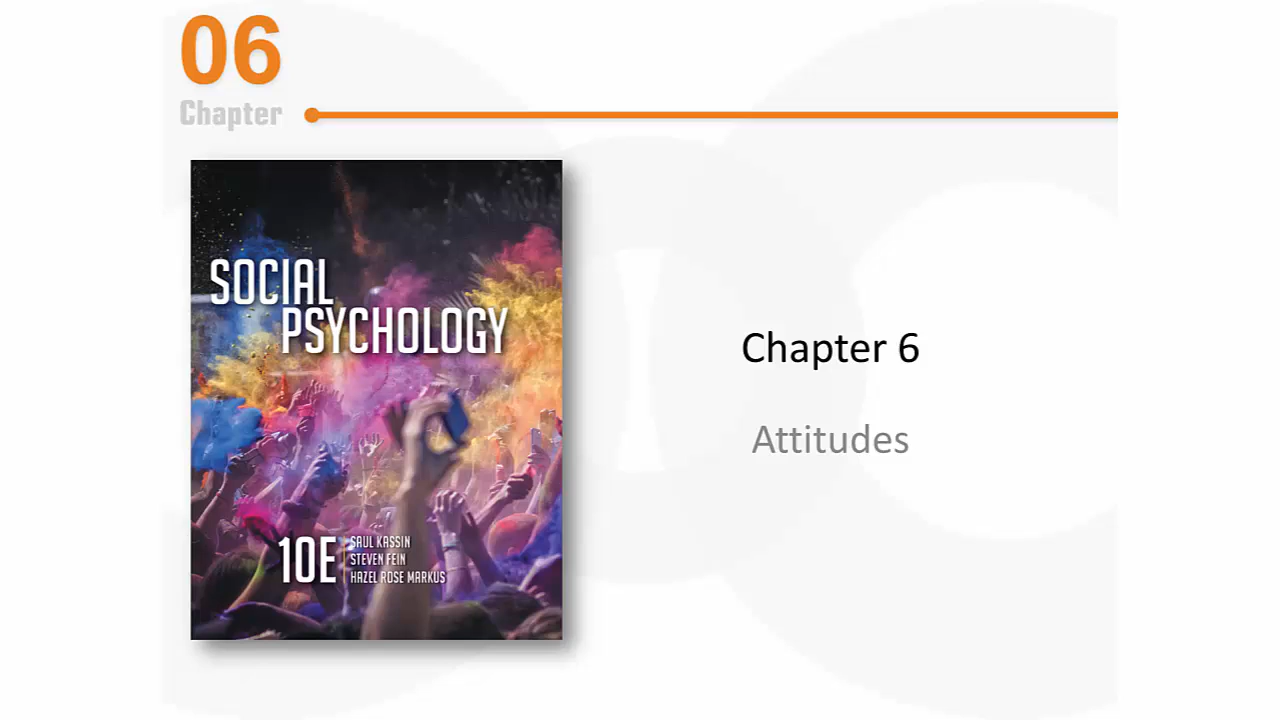 06
Chapter
SOCIAL
PSYCHOLOGY
10E
SAUL KASSIN
STEVEN FEIN
HAZEL ROSE MARKUS
Chapter 6
Attitudes